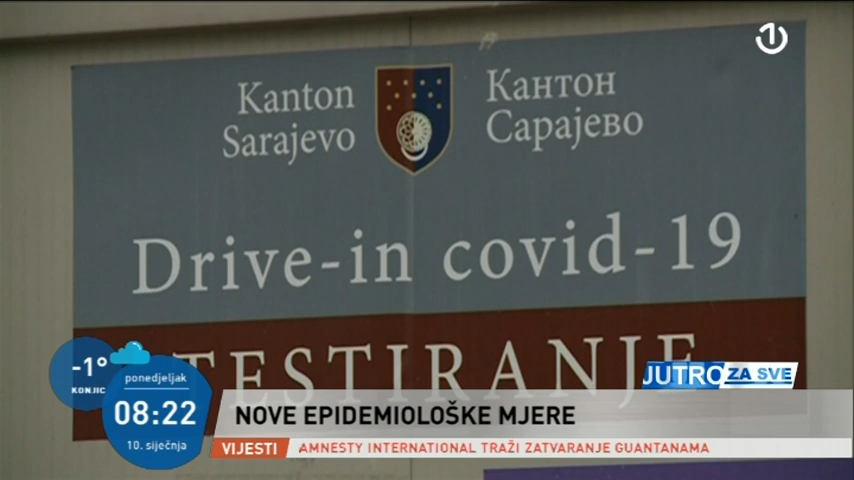 Kanton
Sarajevo
Кантон
Сарајево
Drive-in covid-19
TESTIRANJE
JUTRO ZA SVE
-1°
KONJIC
ponedjeljak
08:22
10. siječnja
NOVE EPIDEMIOLOŠKE MJERE
VIJESTI AMNESTY INTERNATIONAL TRAŽI ZATVARANJE GUANTANAMA